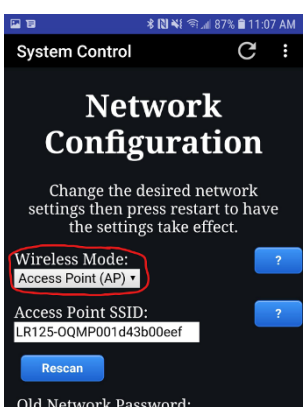 87% 11:07 AM
System Control
Network
Configuration
Change the desired network
settings then press restart to have
the settings take effect.
Wireless Mode:
Access Point (AP)
?
Access Point SSID:
LR125-OQMP001d43b00eef
?
Rescan
Old Network Password: